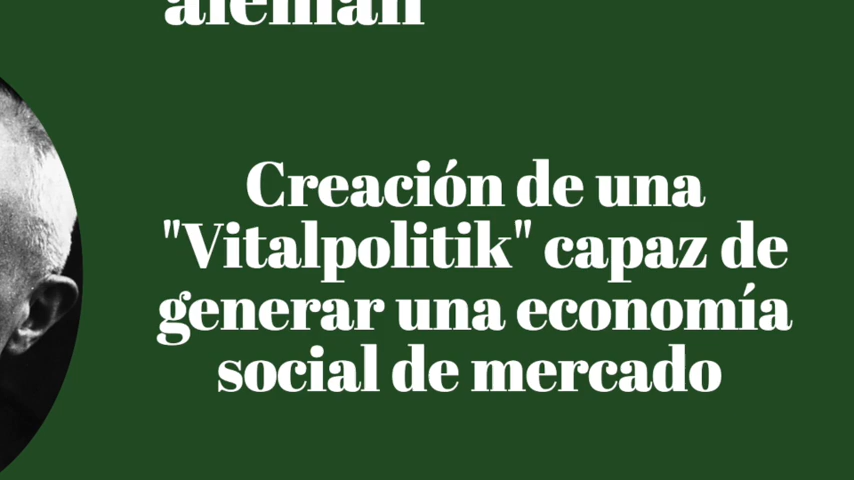 alemán
Creación de una
"Vitalpolitik" capaz de
generar una economía
social de mercado